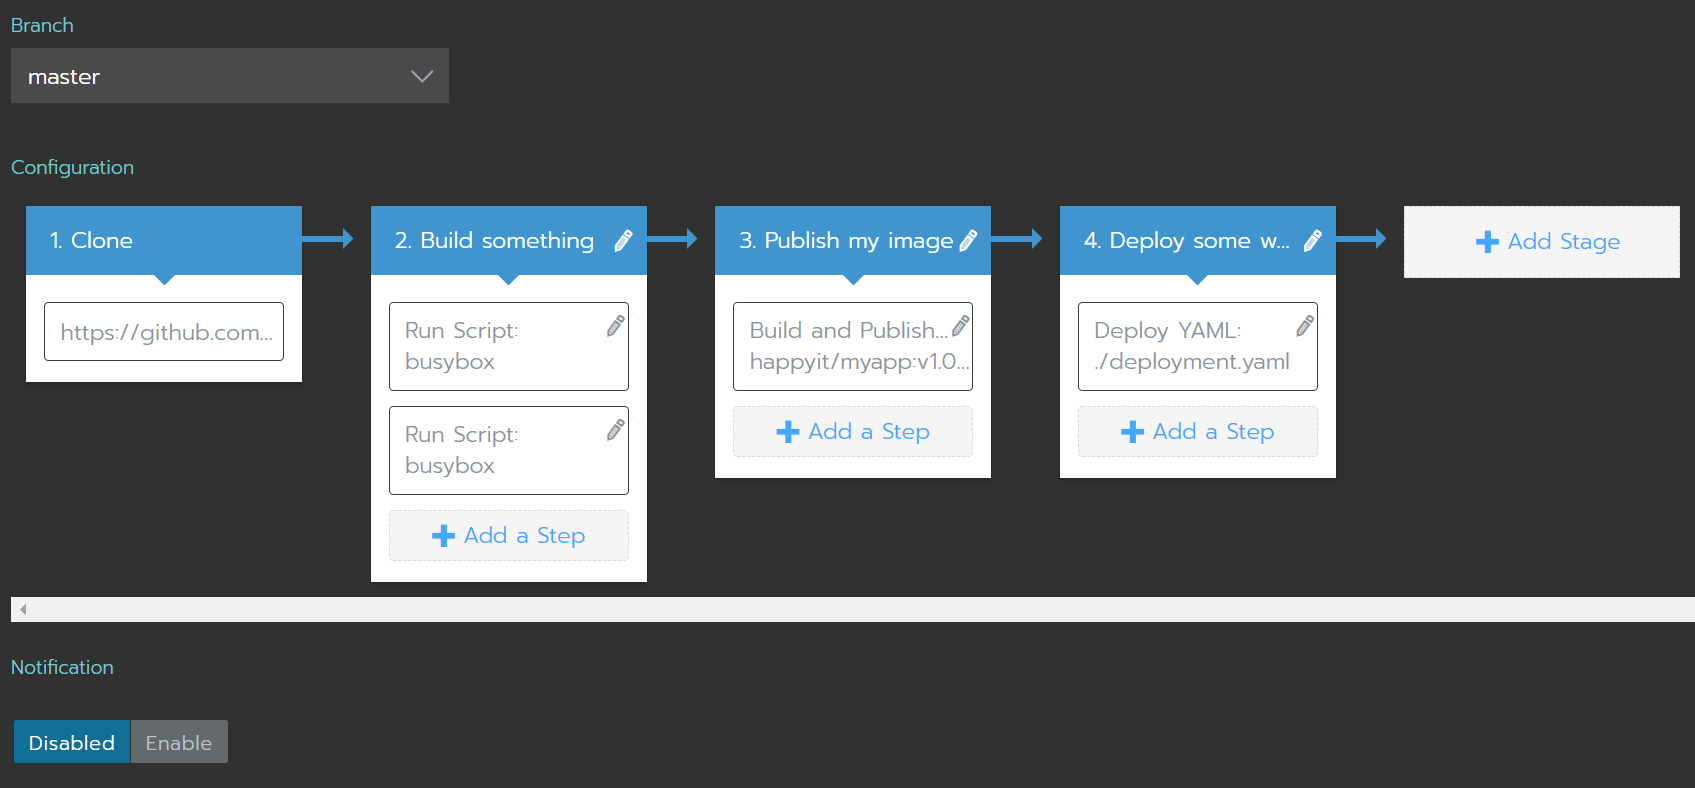 Branch
master
Configuration
1. Clone
https://github.com...
2. Build something
Run Script:
busybox
Run Script:
busybox
Add a Step
3. Publish my image
Build and Publish...
happyit/myapp:v1.0...
Add a Step
4. Deploy some w...
Deploy YAML:
./deployment.yaml
Add a Step
Add Stage
Notification
Disabled
Enable